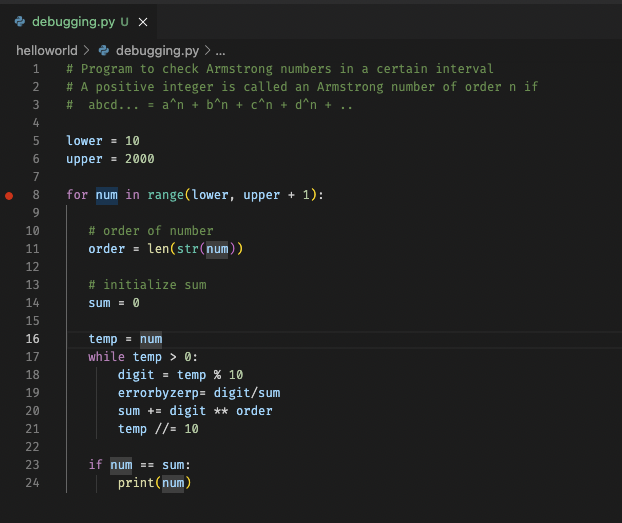 debugging.py U ×
helloworld > debugging.py > ...
1 # Program to check Armstrong numbers in a certain interval
2 # A positive integer is called an Armstrong number of order n if
3 #  abcd... = a^n + b^n + c^n + d^n + ..
4
5 lower = 10
6 upper = 2000
7
8 for num in range(lower, upper + 1):
9
10    # order of number
11    order = len(str(num))
12
13    # initialize sum
14    sum = 0
15
16    temp = num
17    while temp > 0:
18        digit = temp % 10
19        errorbyzerp= digit/sum
20        sum += digit ** order
21        temp //= 10
22
23    if num == sum:
24        print(num)